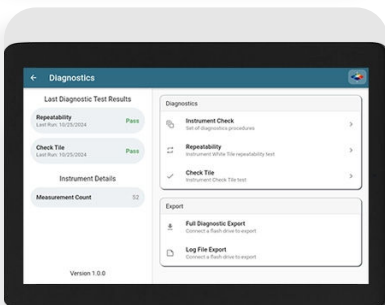 Diagnostics
Last Diagnostic Test Results
Repeatability
Last Run: 10/25/2024
Pass
Check Tile
Last Run: 10/25/2024
Pass
Instrument Details
Measurement Count
52
Version 1.0.0
Diagnostics
Instrument Check
Set of diagnostics procedures
Repeatability
Instrument White Tile repeatability test
Check Tile
Instrument Check Tile test
Export
Full Diagnostic Export
Connect a flash drive to export
Log File Export
Connect a flash drive to export